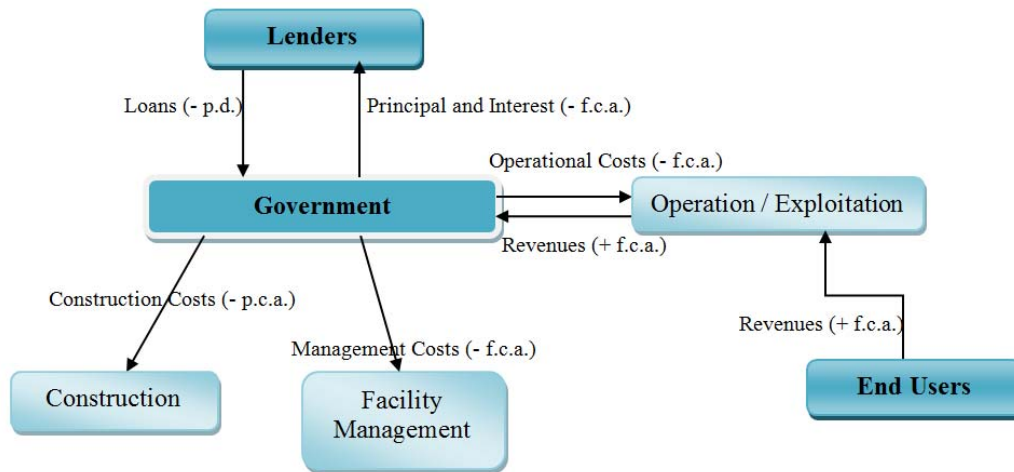 Lenders
Loans (- p.d.)
Principal and Interest (- f.c.a.)
Operational Costs (- f.c.a.)
Government
Operation / Exploitation
Revenues (+ f.c.a.)
Construction Costs (- p.c.a.)
Revenues (+ f.c.a.)
Management Costs (- f.c.a.)
Construction
Facility
Management
End Users